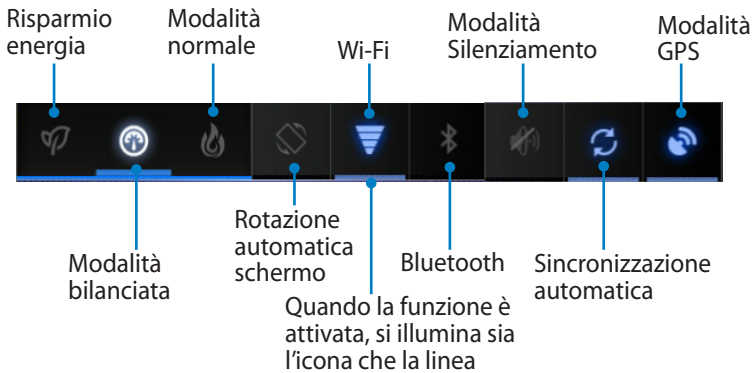 Risparmio
energia
Modalità
normale
Wi-Fi
Modalità
Silenziamento
Modalità
GPS
Modalità
bilanciata
Rotazione
automatica
schermo
Quando la funzione è
attivata, si illumina sia
l’icona che la linea
Bluetooth
Sincronizzazione
automatica